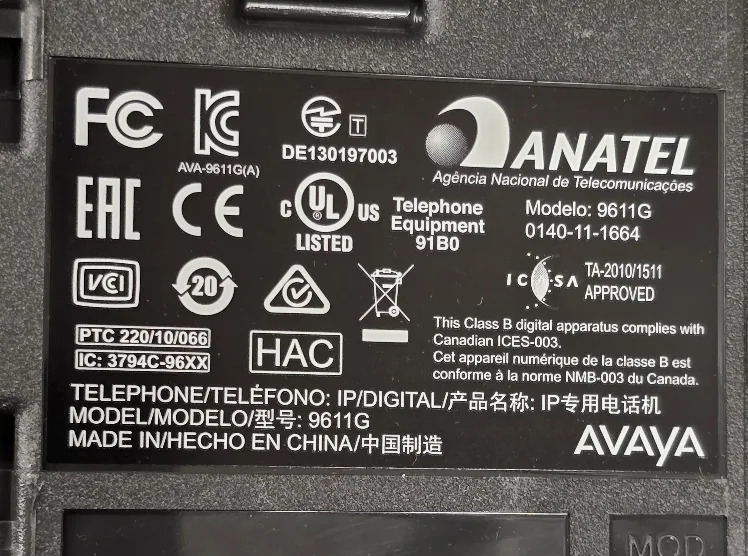 FC
KC
T
ANATEL
AVA-9611G(A)
DE130197003
Agência Nacional de Telecomunicações
EAC
CE
C UL US
®
LISTED
Telephone
Equipment
91B0
Modelo: 9611G
0140-11-1664
VCI
20
ICASA
TA-2010/1511
APPROVED
PTC 220/10/066
IC: 3794C-96XX
HAC
This Class B digital apparatus complies with
Canadian ICES-003.
Cet appareil numérique de la classe B est
conforme à la norme NMB-003 du Canada.
TELEPHONE/TELÉFONO: IP/DIGITAL/产品名称: IP专用电话机
MODEL/MODELO/型号: 9611G
MADE IN/HECHO EN CHINA/中国制造
AVAYA
MOD